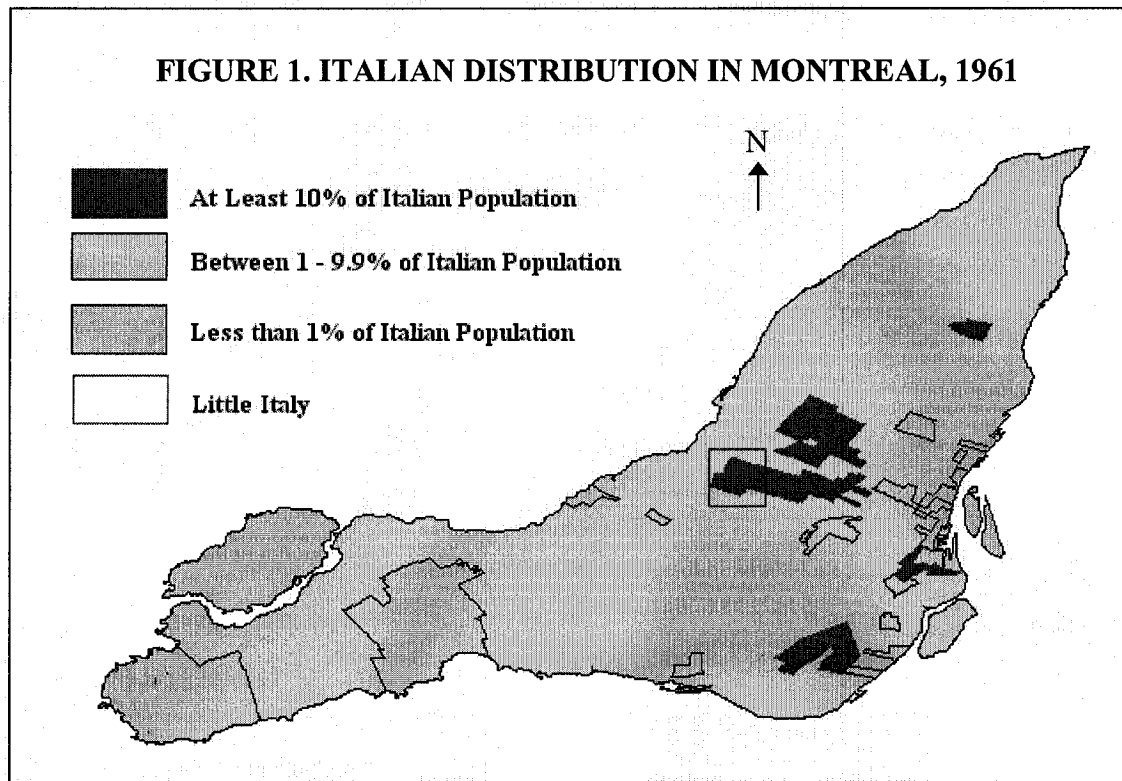 FIGURE 1. ITALIAN DISTRIBUTION IN MONTREAL, 1961
N
At Least 10% of Italian Population
Between 1 - 9.9% of Italian Population
Less than 1% of Italian Population
Little Italy